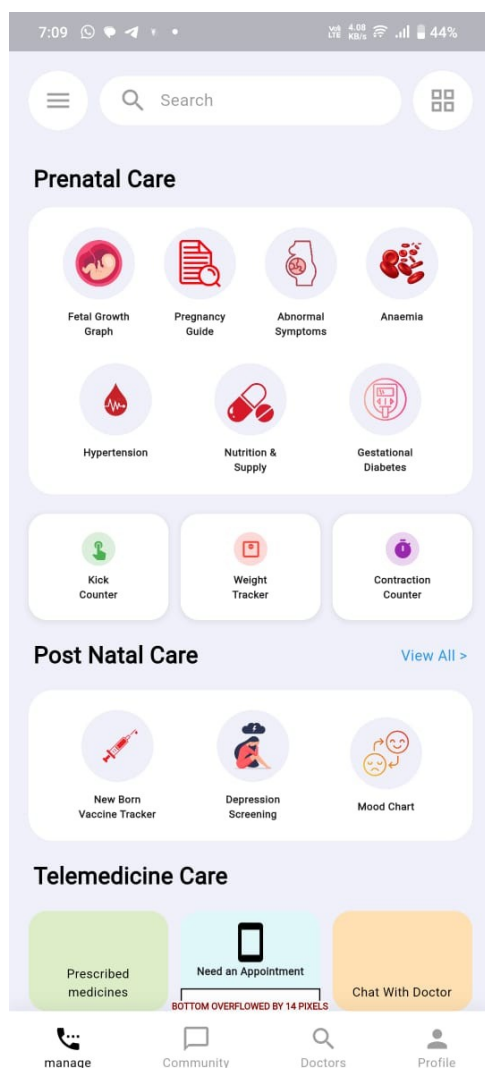 7:09
Vo) LTE 4.08 KB/s 44%
Search
Prenatal Care
Fetal Growth Graph
Pregnancy Guide
Abnormal Symptoms
Anaemia
Hypertension
Nutrition & Supply
Gestational Diabetes
Kick Counter
Weight Tracker
Contraction Counter
Post Natal Care
View All >
New Born Vaccine Tracker
Depression Screening
Mood Chart
Telemedicine Care
Prescribed medicines
Need an Appointment
BOTTOM OVERFLOWED BY 14 PIXELS
Chat With Doctor
manage
Community
Doctors
Profile